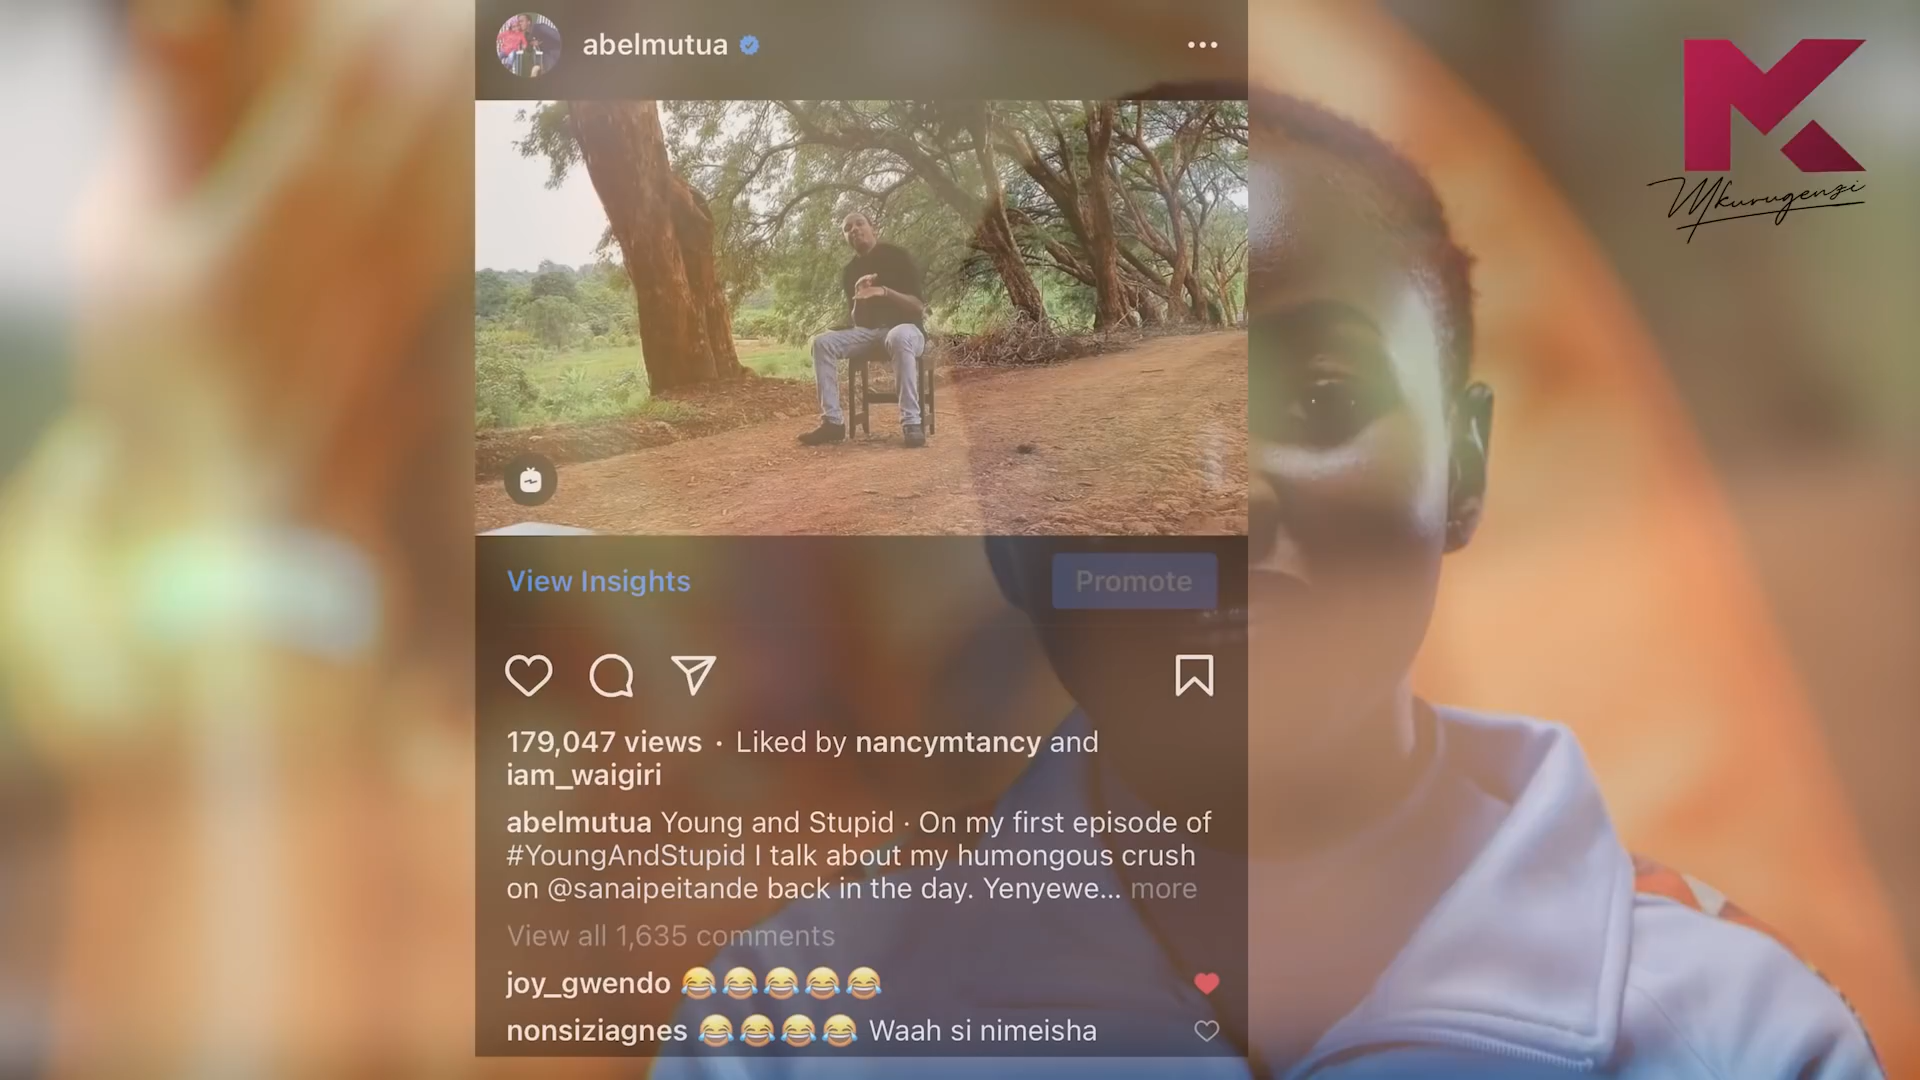 abelmutua
Mkurugenzi
View Insights
Promote
179,047 views · Liked by nancymtancy and
iam_waigiri
abelmutua Young and Stupid · On my first episode of
#YoungAndStupid I talk about my humongous crush
on @sanaipeitande back in the day. Yenyewe... more
View all 1,635 comments
joy_gwendo 😂😂😂😂😂
nonsiziagnes 😂😂😂😂 Waah si nimeisha